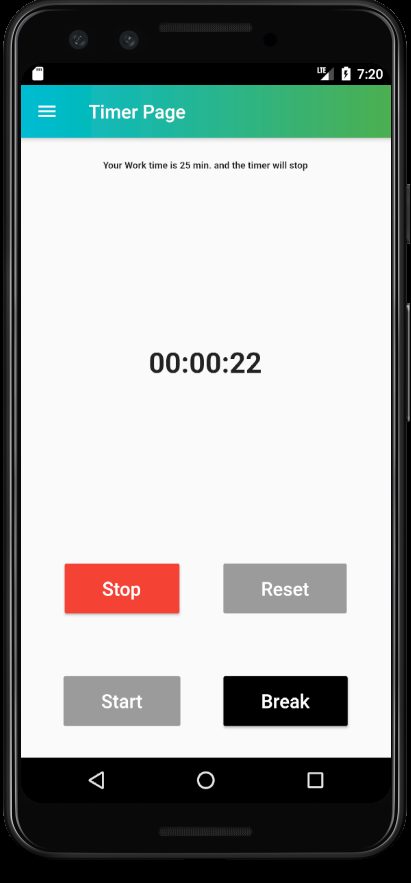 LTE 7:20
Timer Page
Your Work time is 25 min. and the timer will stop
00:00:22
Stop Reset
Start Break